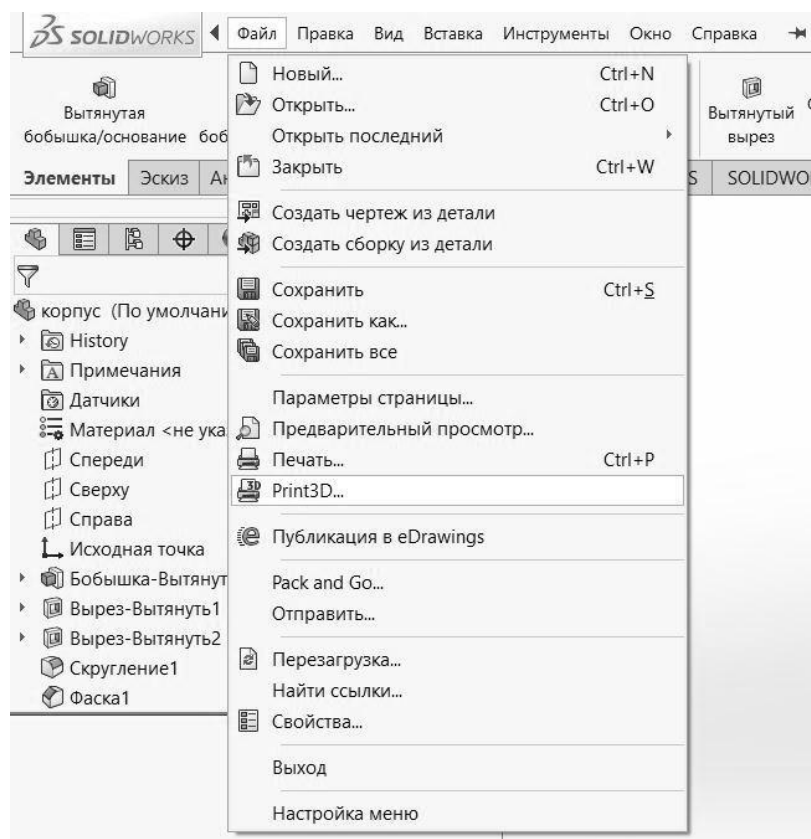 SOLIDWORKS
Файл Правка Вид Вставка Инструменты Окно Справка
Вытянутая
бобышка/основание
боб
Вытянутый
вырез
Элементы Эскиз Ан
S SOLIDWO
Новый... Ctrl+N
Открыть... Ctrl+O
Открыть последний
Закрыть Ctrl+W
Создать чертеж из детали
Создать сборку из детали
Сохранить Ctrl+S
Сохранить как...
Сохранить все
Параметры страницы...
Предварительный просмотр...
Печать... Ctrl+P
Print3D...
Публикация в eDrawings
Pack and Go...
Отправить...
Перезагрузка...
Найти ссылки...
Свойства...
Выход
Настройка меню
корпус (По умолчани
History
Примечания
Датчики
Материал <не ука
Спереди
Сверху
Справа
Исходная точка
Бобышка-Вытянут
Вырез-Вытянуть1
Вырез-Вытянуть2
Скругление1
Фаска1